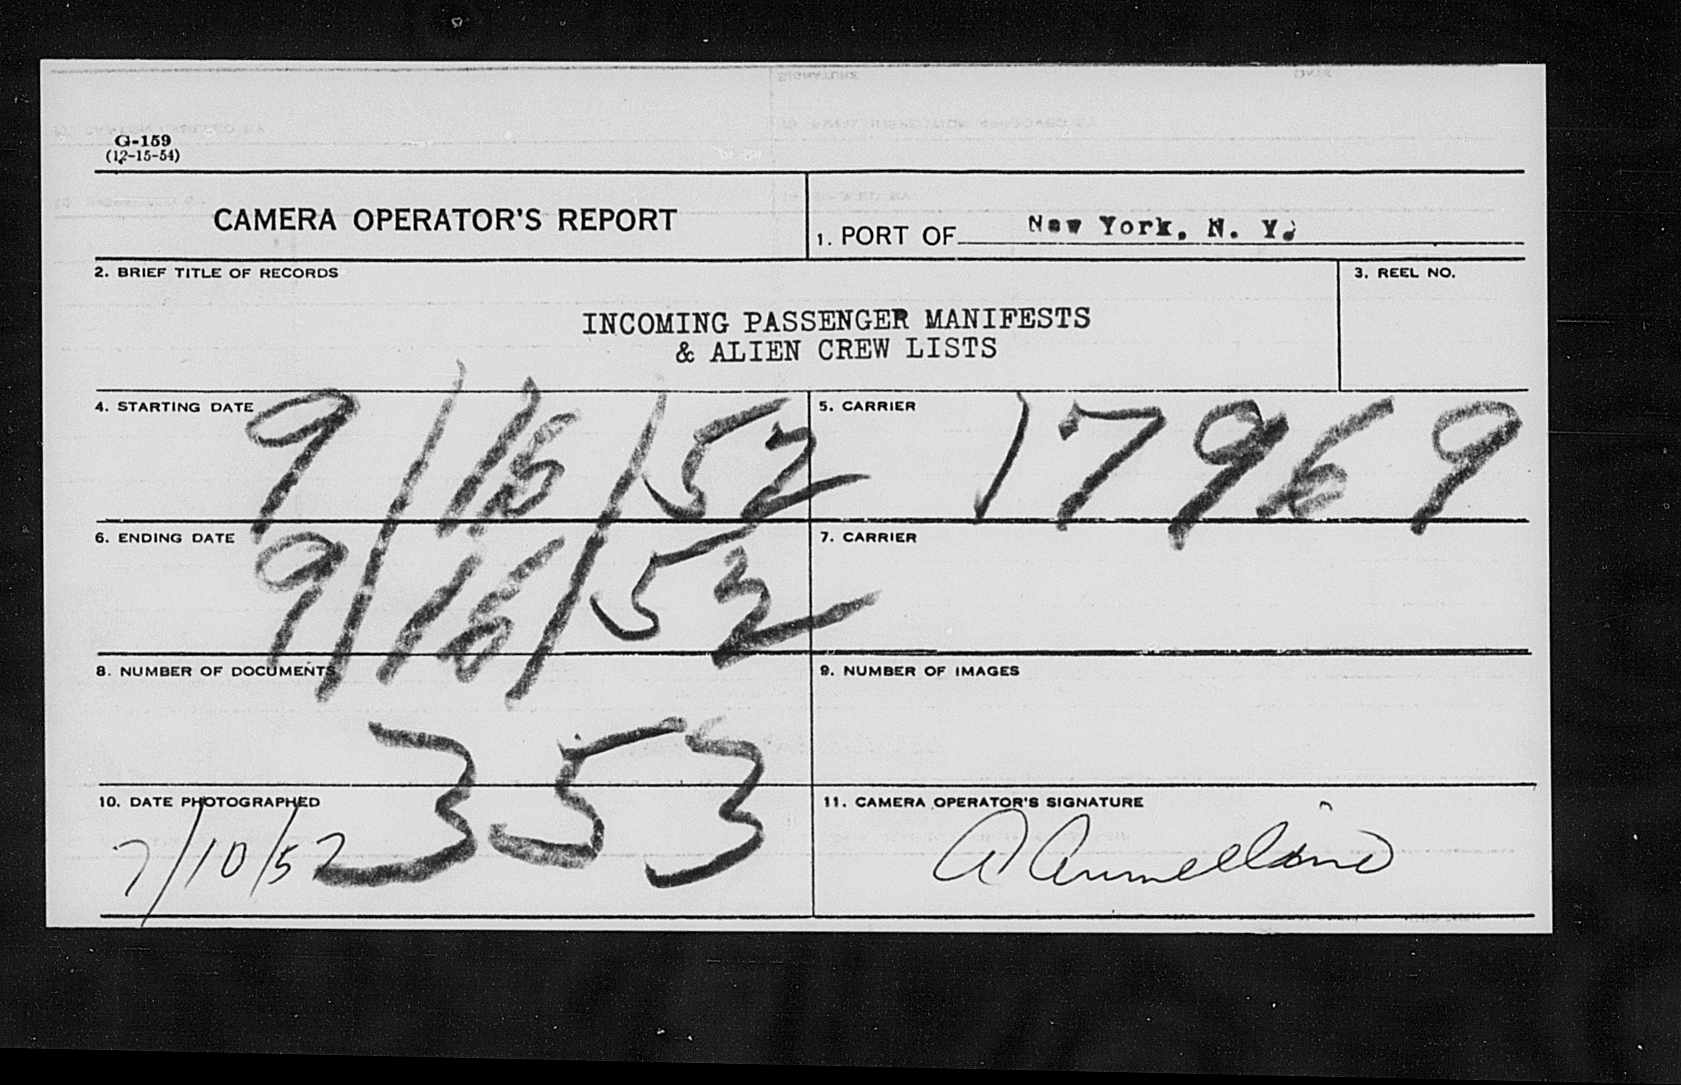 G-159
(12-15-54)
CAMERA OPERATOR'S REPORT
1. PORT OF New York, N. Y.
2. BRIEF TITLE OF RECORDS
3. REEL NO.
INCOMING PASSENGER MANIFESTS
& ALIEN CREW LISTS
4. STARTING DATE 9/16/52
5. CARRIER 17969
6. ENDING DATE 9/16/52
7. CARRIER
8. NUMBER OF DOCUMENTS 353
9. NUMBER OF IMAGES
10. DATE PHOTOGRAPHED
7/10/57
11. CAMERA OPERATOR'S SIGNATURE